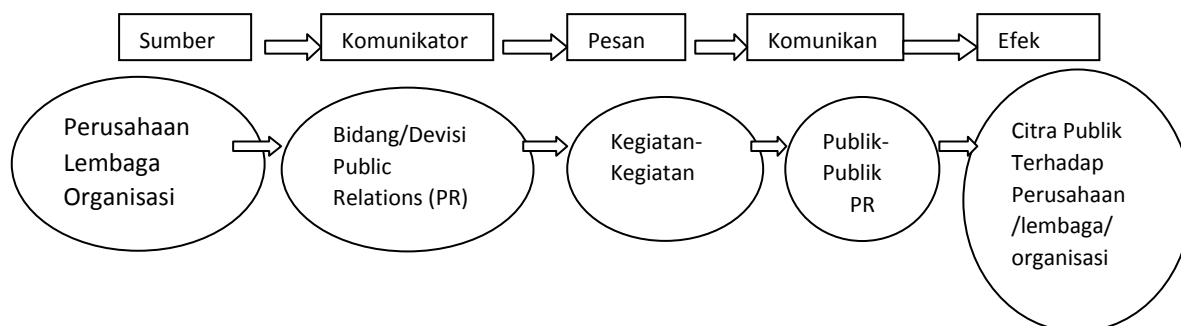 Sumber
Komunikator
Pesan
Komunikan
Efek
Perusahaan
Lembaga
Organisasi
Bidang/Devisi
Public
Relations (PR)
Kegiatan-
Kegiatan
Publik-
Publik
PR
Citra Publik
Terhadap
Perusahaan
/lembaga/
organisasi